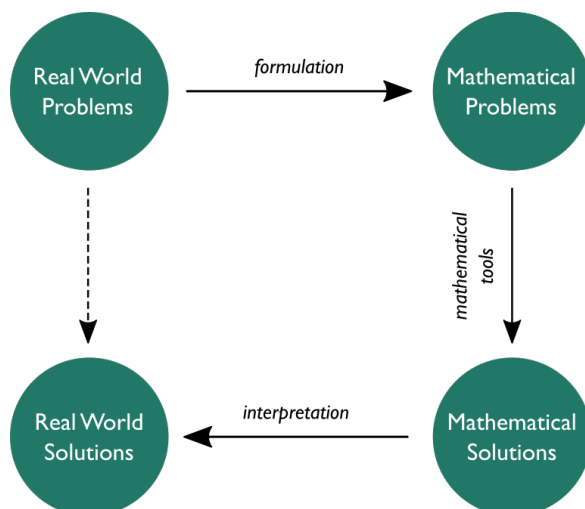 Real World
Problems
formulation
Mathematical
Problems
mathematical
tools
Real World
Solutions
interpretation
Mathematical
Solutions